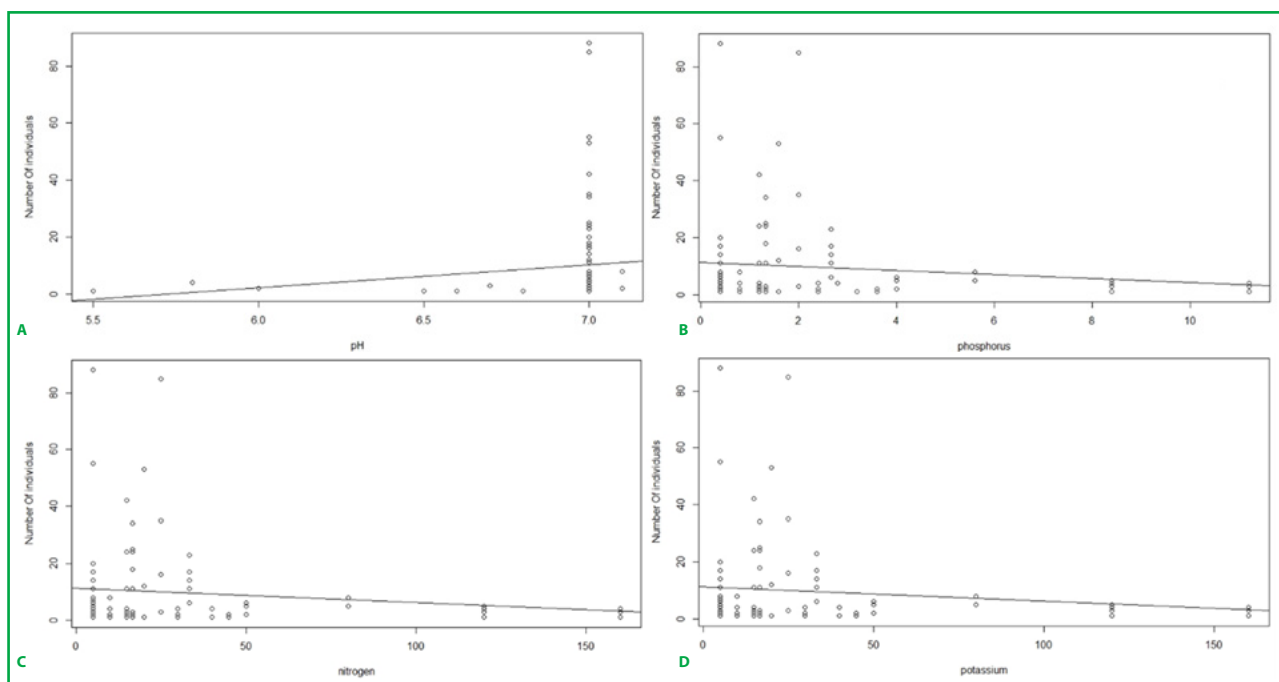 Number Of individuals
80
60
40
20
0
5.5 6.0 6.5 7.0
pH
A
Number Of individuals
80
60
40
20
0
0 2 4 6 8 10
phosphorus
B
Number Of individuals
80
60
40
20
0
0 50 100 150
nitrogen
C
Number Of individuals
80
60
40
20
0
0 50 100 150
potassium
D